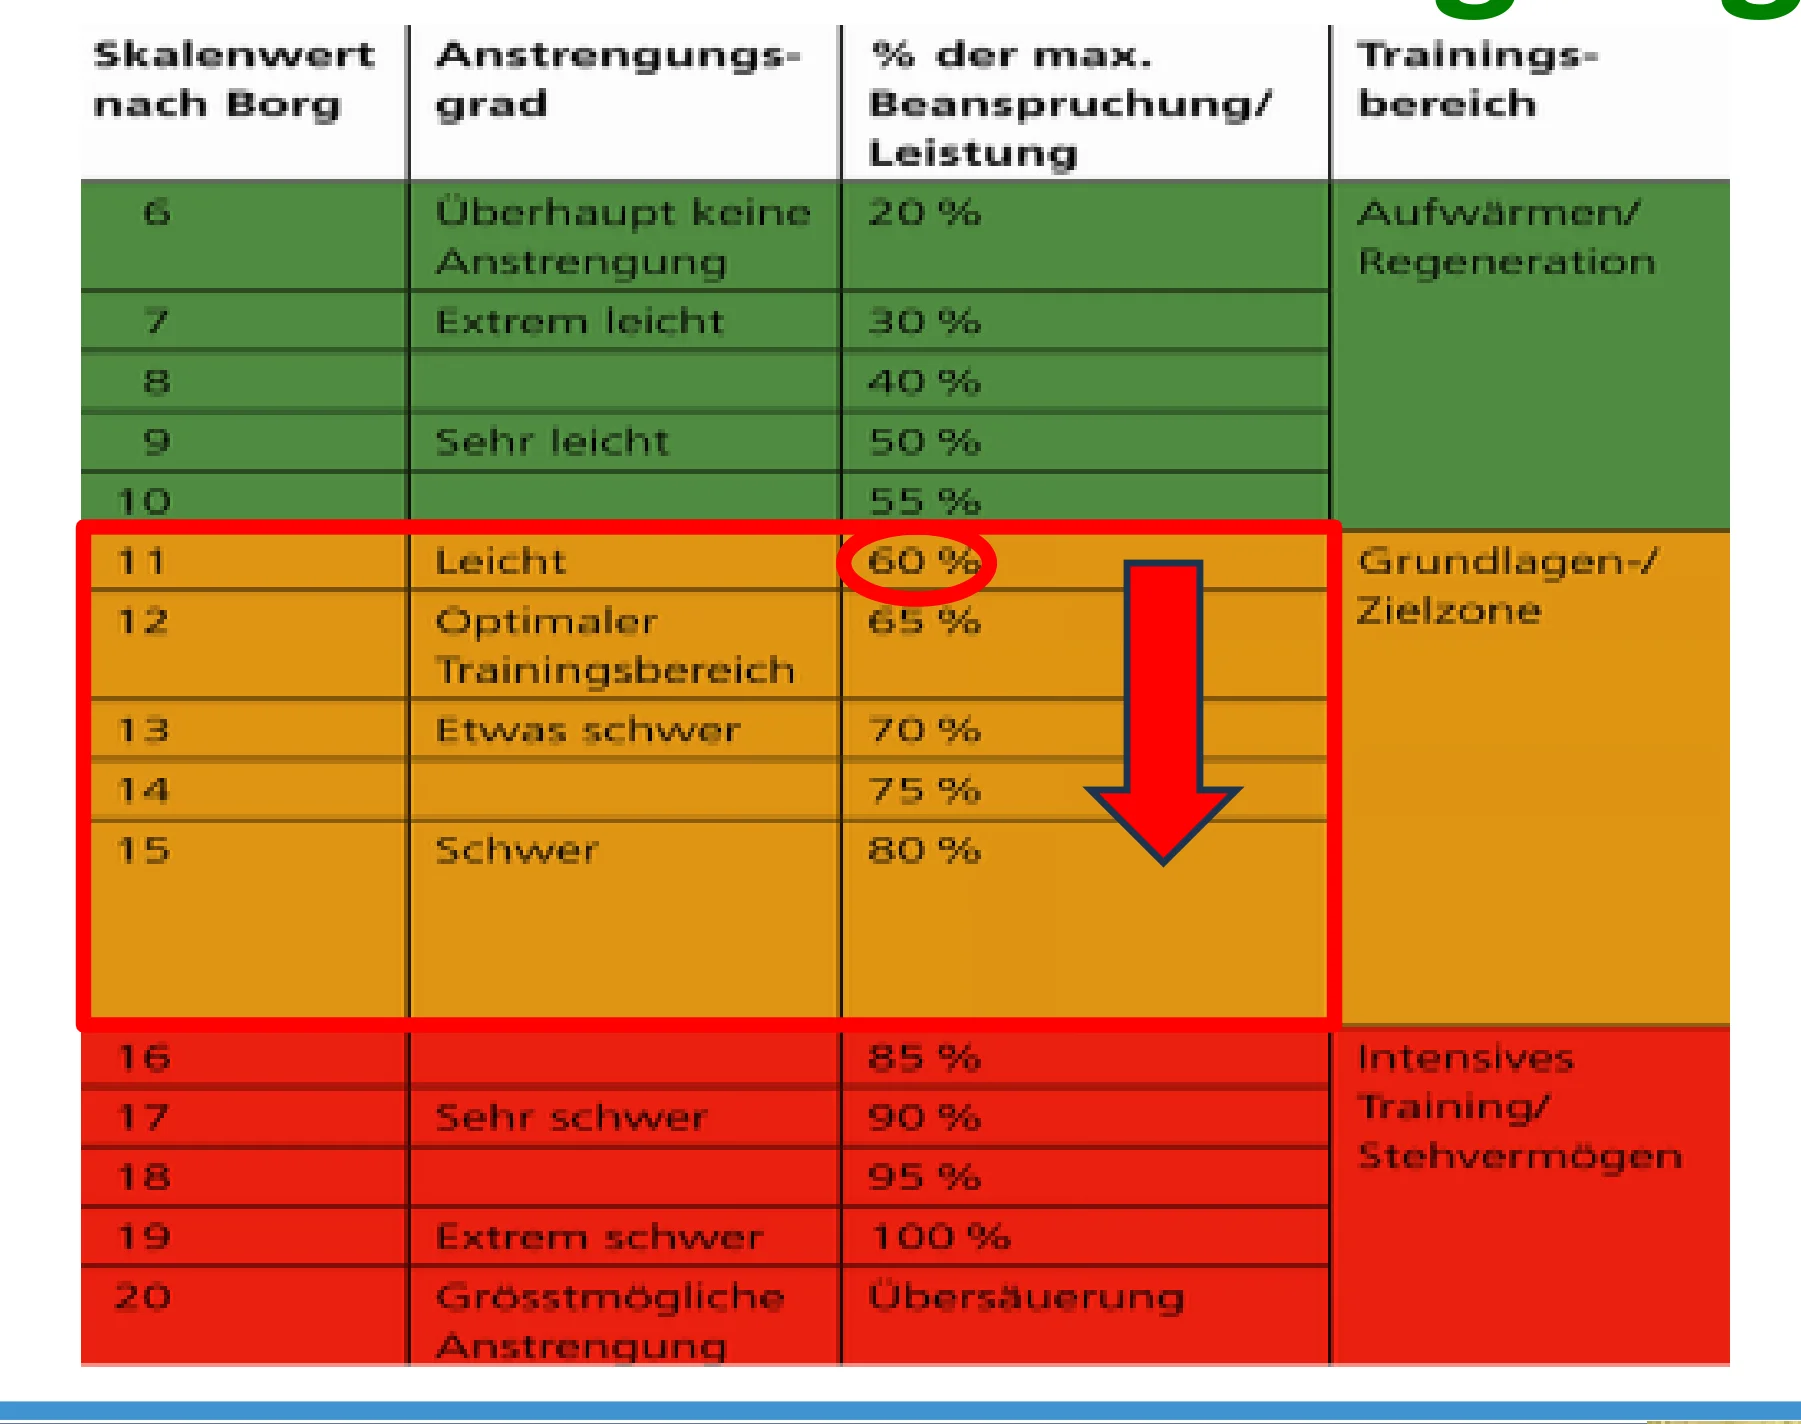 Skalenwert nach Borg | Anstrengungs-grad | % der max. Beanspruchung/ Leistung | Trainings-bereich
6 | Überhaupt keine Anstrengung | 20 % | Aufwärmen/ Regeneration
7 | Extrem leicht | 30 %
8 | | 40 %
9 | Sehr leicht | 50 %
10 | | 55 %
11 | Leicht | 60 % | Grundlagen-/ Zielzone
12 | Optimaler Trainingsbereich | 65 %
13 | Etwas schwer | 70 %
14 | | 75 %
15 | Schwer | 80 %
16 | | 85 % | Intensives Training/ Stehvermögen
17 | Sehr schwer | 90 %
18 | | 95 %
19 | Extrem schwer | 100 %
20 | Grösstmögliche Anstrengung | Übersäuerung